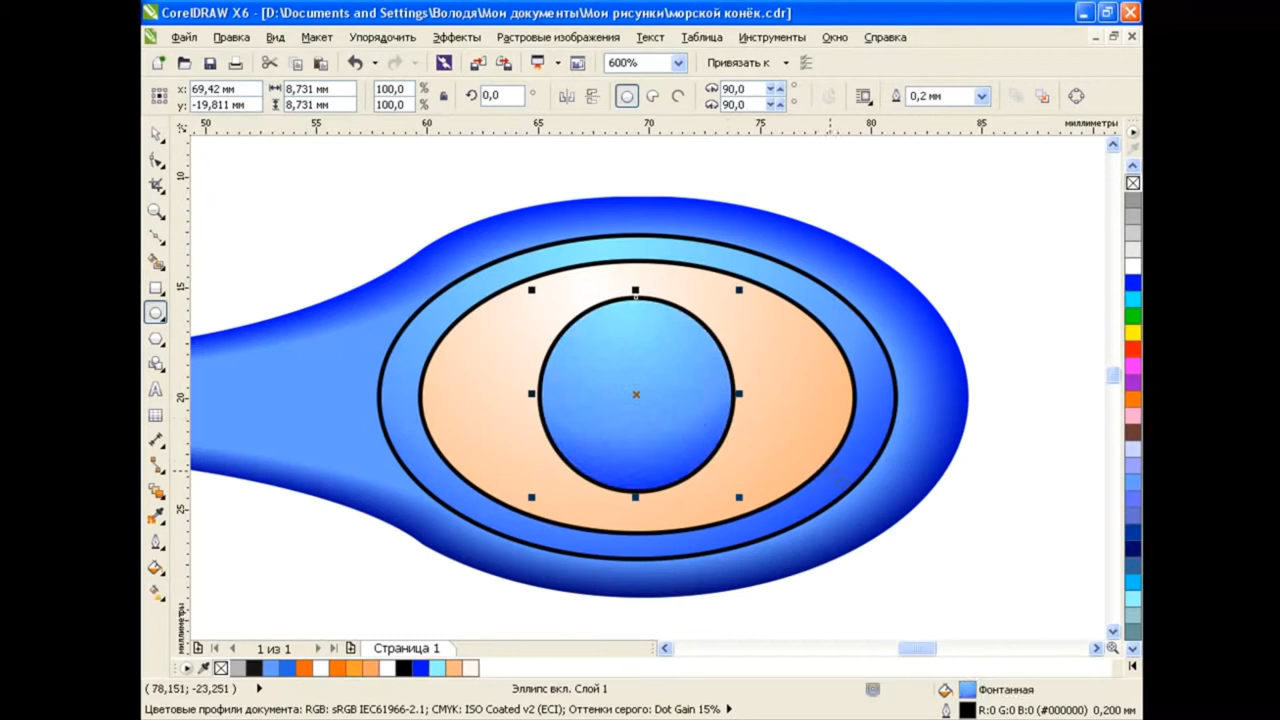 CorelDRAW X6 - [D:\Documents and Settings\Володя\Мои документы\Мои рисунки\морской конёк.cdr]
Файл Правка Вид Макет Упорядочить Эффекты Растровые изображения Текст Таблица Инструменты Окно Справка
600% Привязать к
x: 69,42 мм 8,731 мм 100,0 % 0,0 ° 90,0 ° 0,2 мм
y: -19,811 мм 8,731 мм 100,0 % 90,0 °
50 55 60 65 70 75 80 85 миллиметры
10
15
20
25
миллиметры
1 из 1 Страница 1
( 78,151; -23,251 ) Эллипс вкл. Слой 1 Фонтанная
Цветовые профили документа: RGB: sRGB IEC61966-2.1; CMYK: ISO Coated v2 (ECI); Оттенки серого: Dot Gain 15% R:0 G:0 B:0 (#000000) 0,200 мм